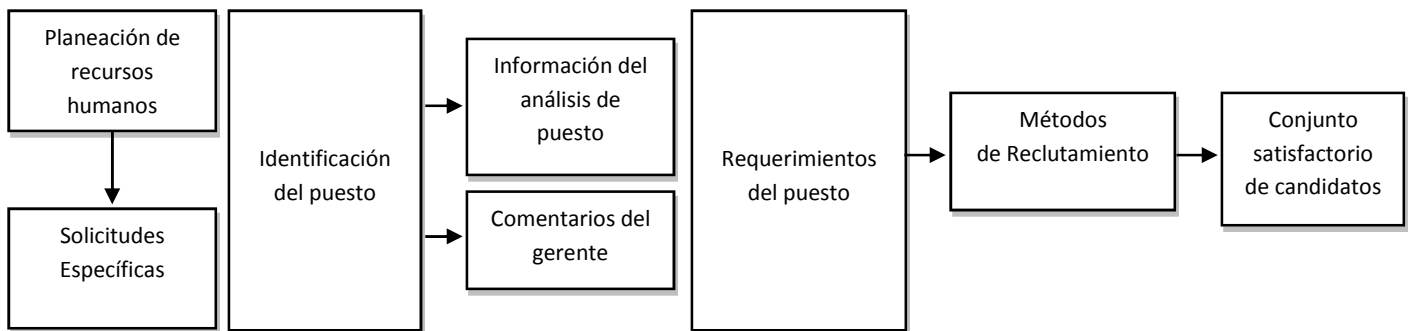 Planeación de
recursos
humanos
Solicitudes
Específicas
Identificación
del puesto
Información del
análisis de
puesto
Comentarios del
gerente
Requerimientos
del puesto
Métodos
de Reclutamiento
Conjunto
satisfactorio
de candidatos